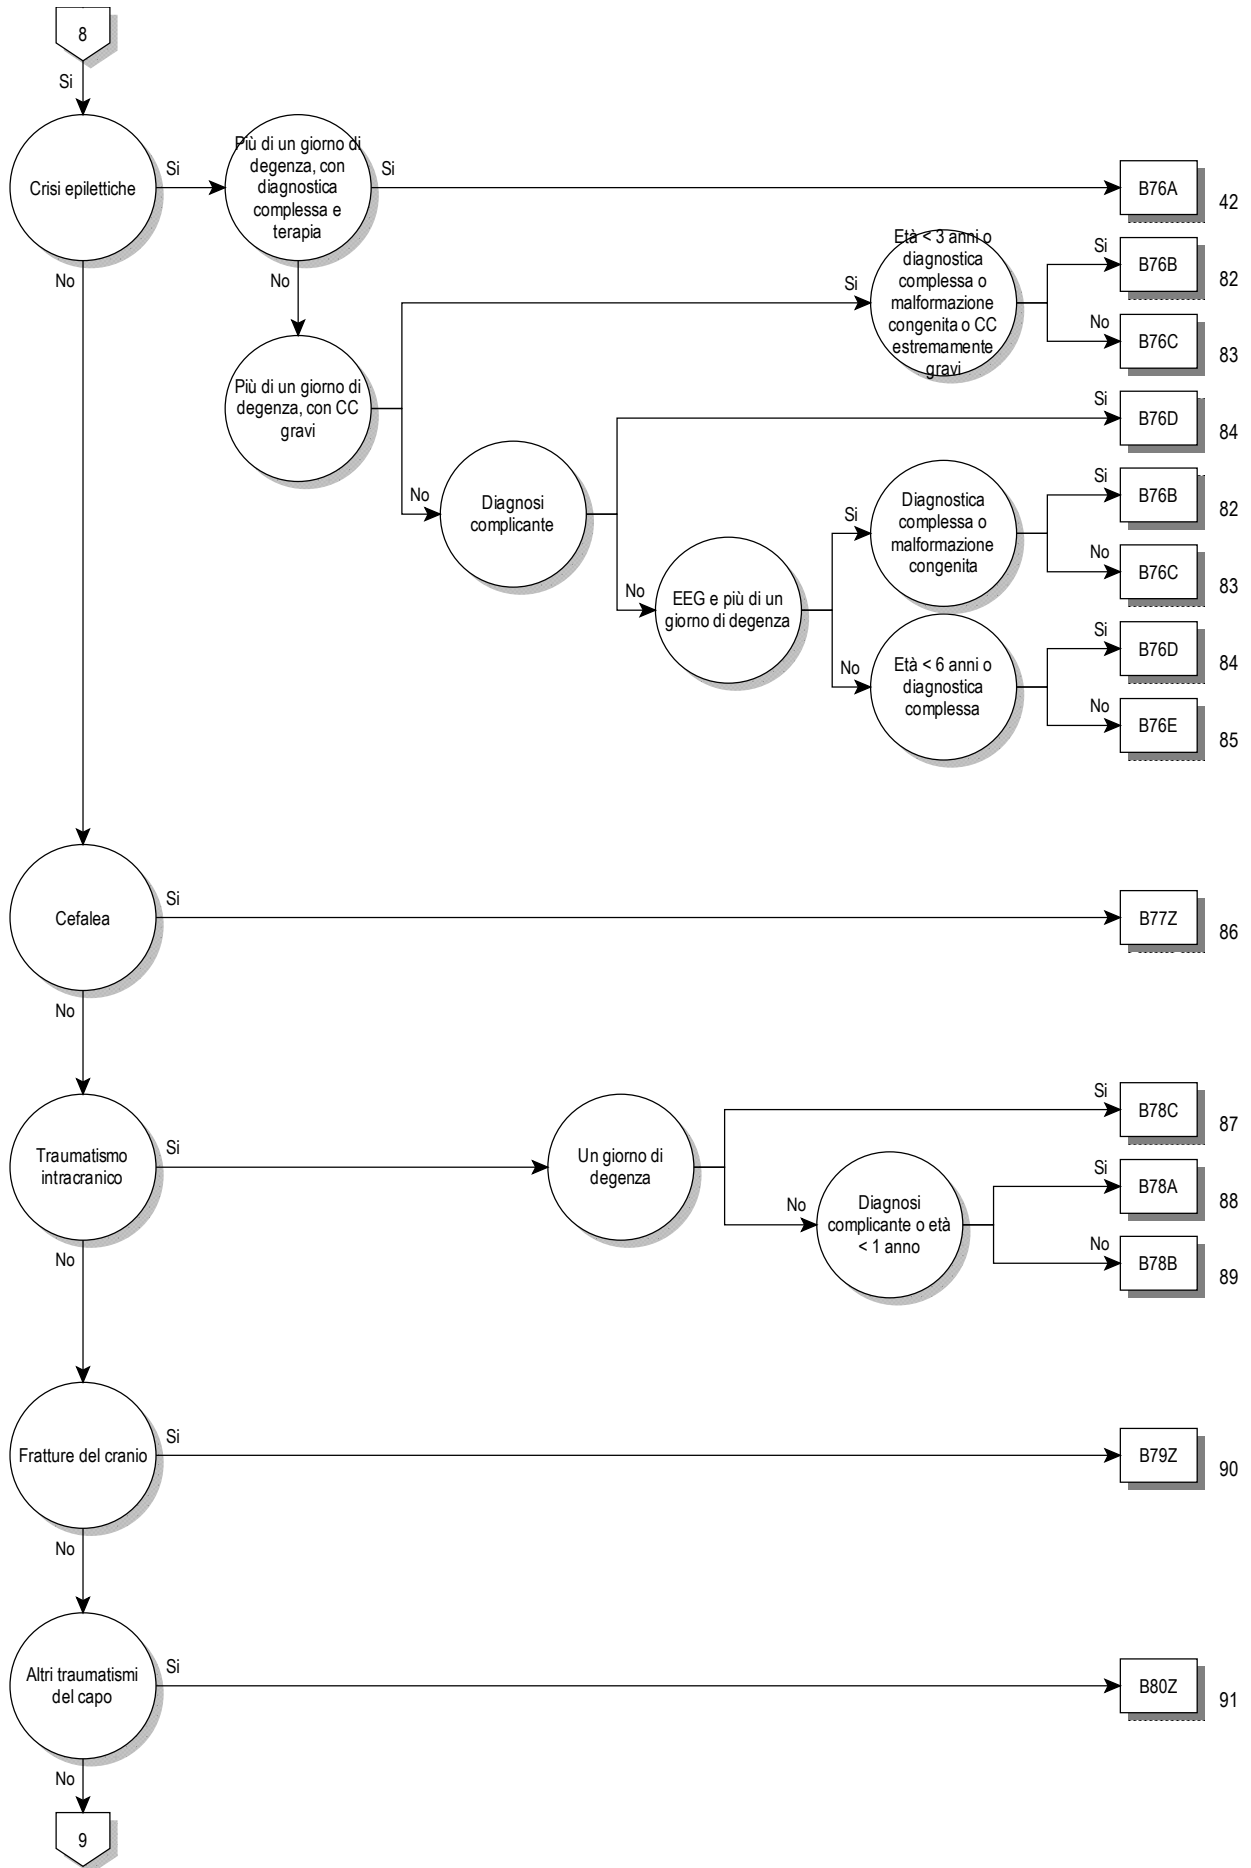 8
Si
Crisi epilettiche
Si
Più di un giorno di
degenza, con
diagnostica
complessa e
terapia
Si
B76A
42
No
No
Più di un giorno di
degenza, con CC
gravi
Si
Età < 3 anni o
diagnostica
complessa o
malformazione
congenita o CC
estremamente
gravi
Si
B76B
82
No
B76C
83
No
Diagnosi
complicante
Si
B76D
84
No
EEG e più di un
giorno di degenza
Si
Diagnostica
complessa o
malformazione
congenita
Si
B76B
82
No
B76C
83
No
Età < 6 anni o
diagnostica
complessa
Si
B76D
84
No
B76E
85
Cefalea
Si
B77Z
86
No
Traumatismo
intracranico
Si
Un giorno di
degenza
Si
B78C
87
No
Diagnosi
complicante o età
< 1 anno
Si
B78A
88
No
B78B
89
No
Fratture del cranio
Si
B79Z
90
No
Altri traumatismi
del capo
Si
B80Z
91
No
9